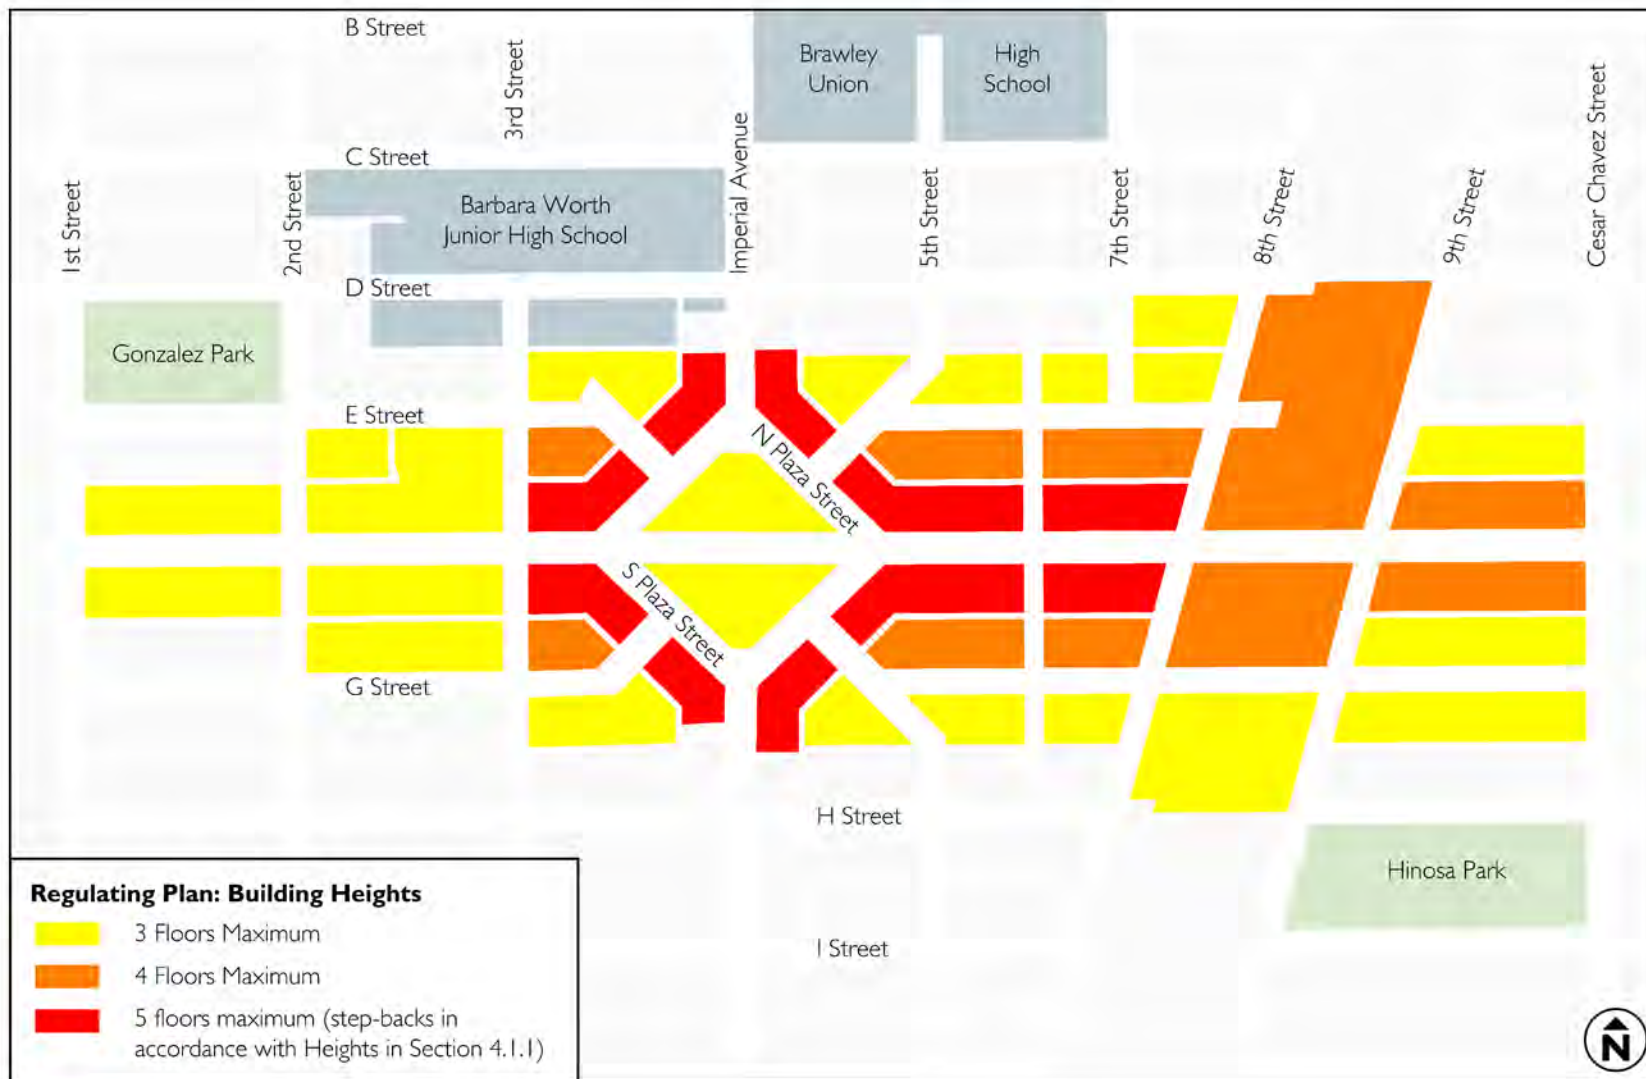 B Street
3rd Street
Brawley
Union
High
School
Cesar Chavez Street
C Street
Imperial Avenue
1st Street
2nd Street
Barbara Worth
Junior High School
5th Street
7th Street
8th Street
9th Street
D Street
Gonzalez Park
E Street
N Plaza Street
S Plaza Street
G Street
H Street
Hinosa Park
I Street
Regulating Plan: Building Heights
3 Floors Maximum
4 Floors Maximum
5 floors maximum (step-backs in
accordance with Heights in Section 4.1.1)
N